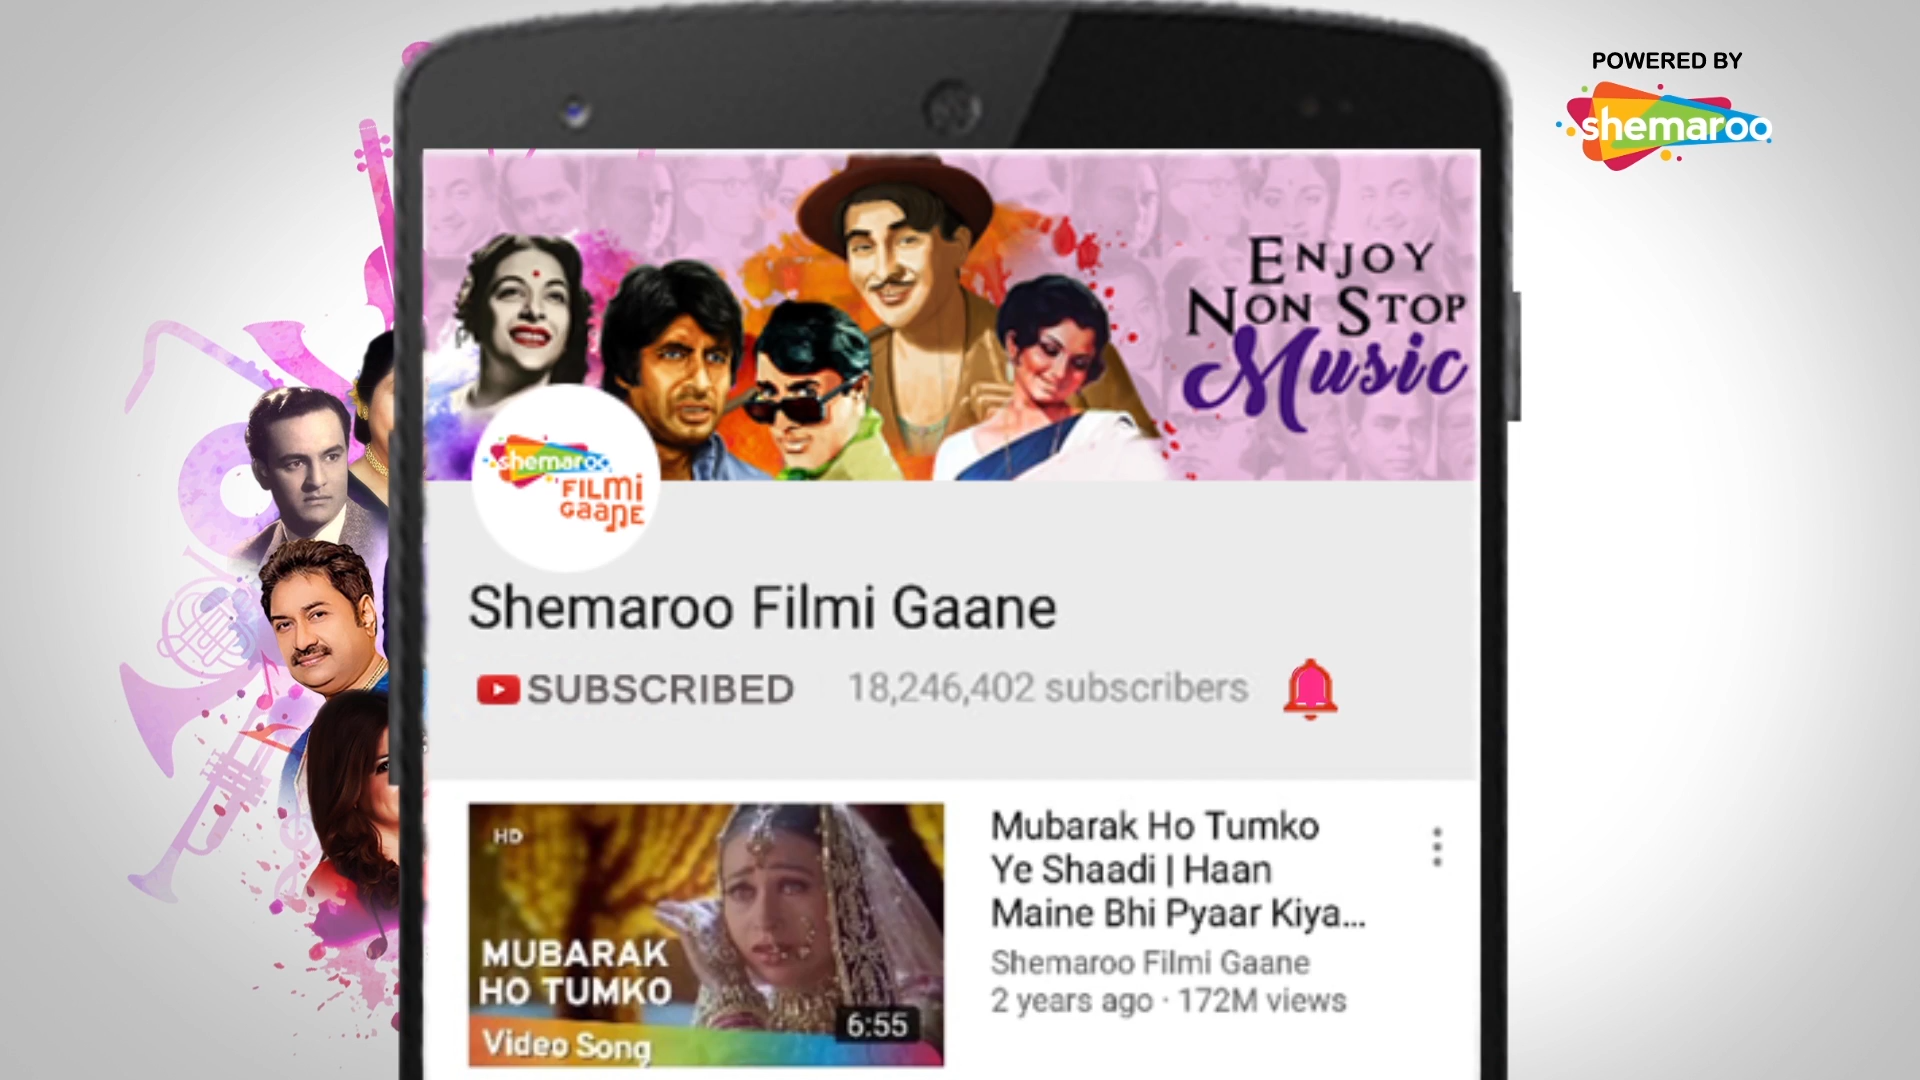 POWERED BY
shemaroo
ENJOY
NON STOP
Music
shemaroo
FILMI
GAANE
Shemaroo Filmi Gaane
SUBSCRIBED 18,246,402 subscribers
HD
MUBARAK
HO TUMKO
6:55
Video Song
Mubarak Ho Tumko
Ye Shaadi | Haan
Maine Bhi Pyaar Kiya...
Shemaroo Filmi Gaane
2 years ago · 172M views